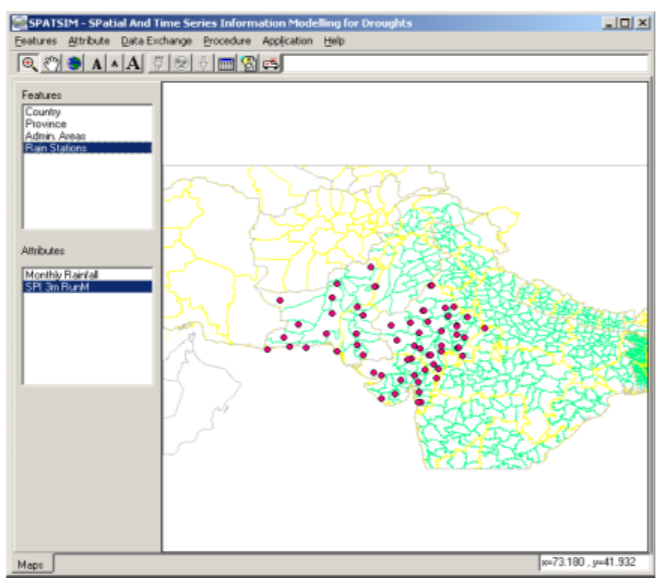 SPATSIM - SPatial And Time Series Information Modelling for Droughts
Features Attribute Data Exchange Procedure Application Help
A A A
Features
Country
Province
Admin. Areas
Rain Stations
Attributes
Monthly Rainfall
SPI 3m RunM
Maps
x=73.180 , y=41.932